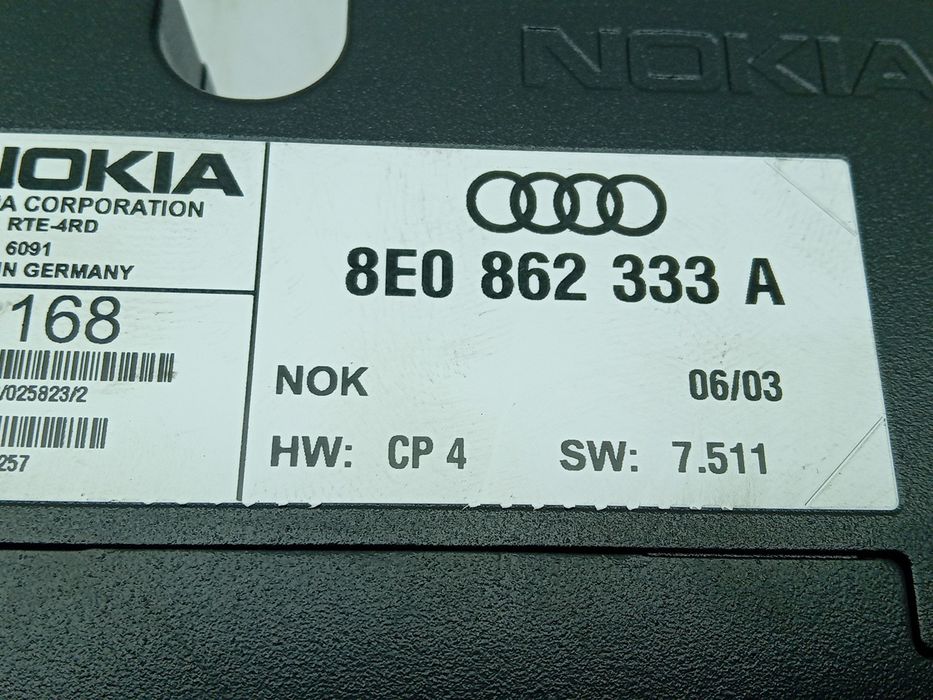 NOKIA
NOKIA
A CORPORATION
RTE-4RD
6091
IN GERMANY
168
/025823/2
257
8E0 862 333 A
NOK 06/03
HW: CP 4 SW: 7.511